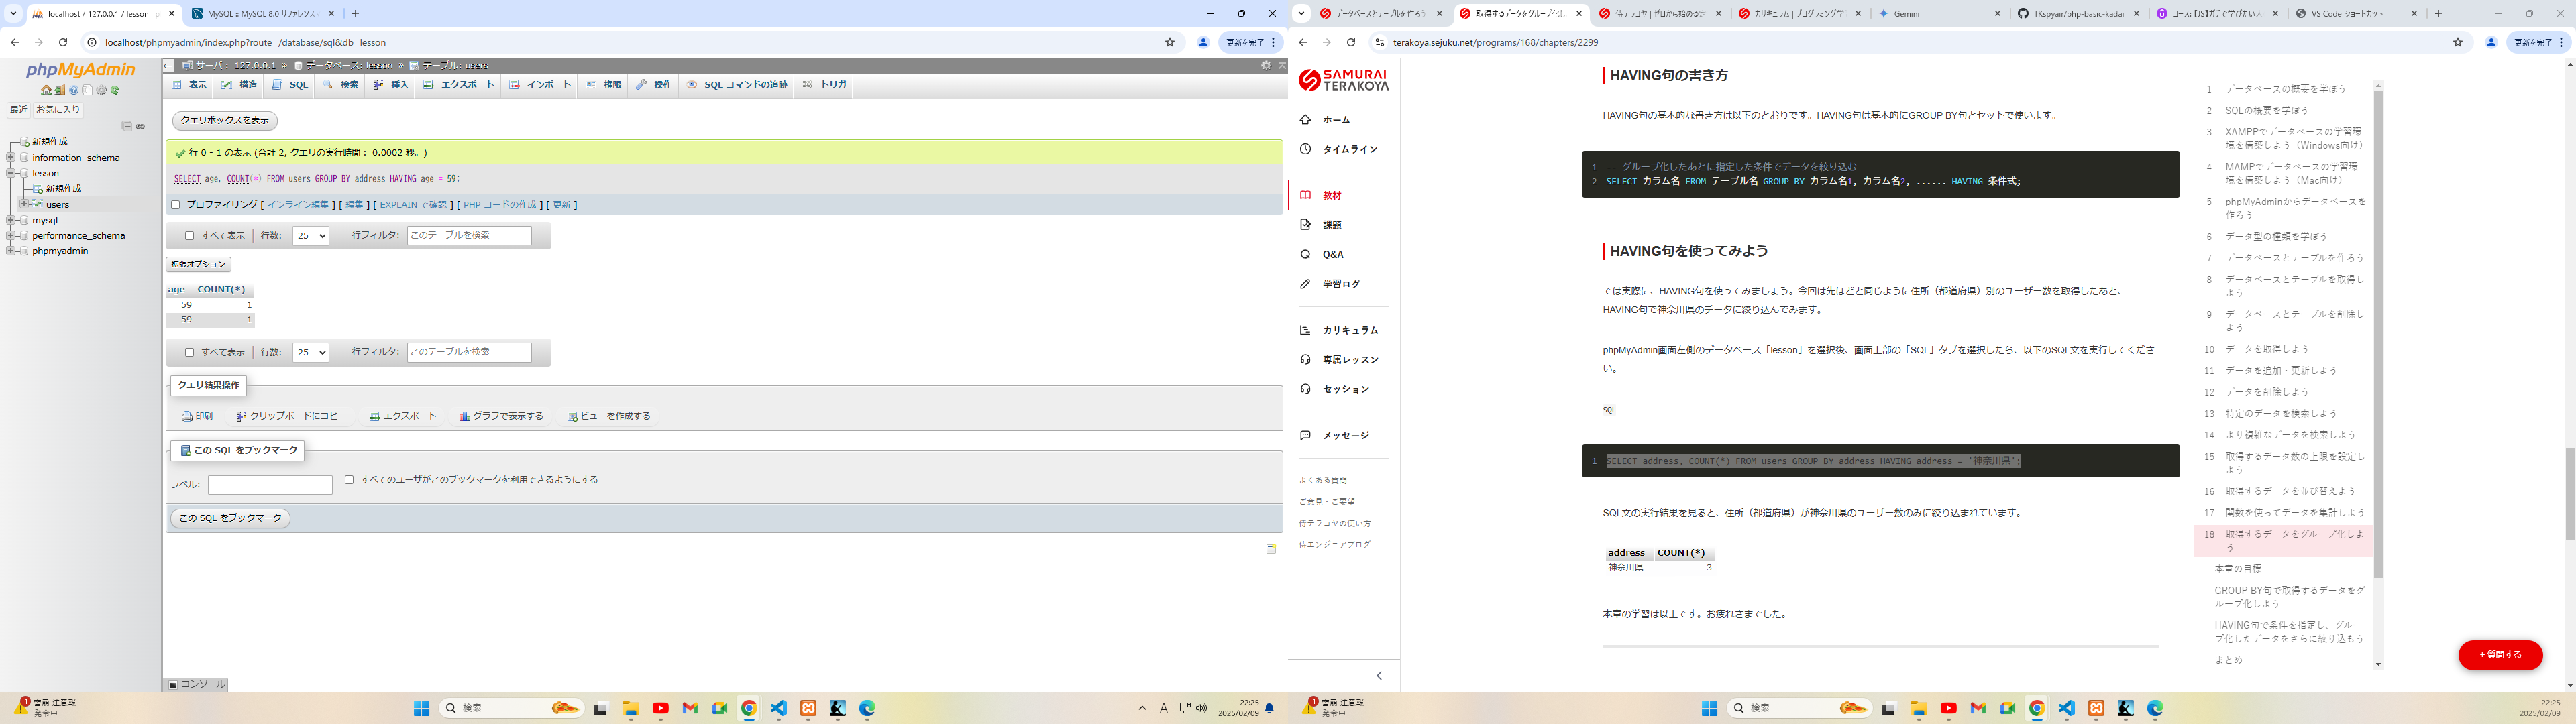 localhost / 127.0.0.1 / lesson | p
MySQL :: MySQL 8.0 リファレンスマ
localhost/phpmyadmin/index.php?route=/database/sql&db=lesson
更新を完了
phpMyAdmin
最近 お気に入り
新規作成
information_schema
lesson
新規作成
users
mysql
performance_schema
phpmyadmin
サーバ: 127.0.0.1 » データベース: lesson » テーブル: users
表示 構造 SQL 検索 挿入 エクスポート インポート 権限 操作 SQL コマンドの追跡 トリガ
クエリボックスを表示
行 0 - 1 の表示 (合計 2, クエリの実行時間: 0.0002 秒。)
SELECT age, COUNT(*) FROM users GROUP BY address HAVING age = 59;
プロファイリング [ インライン編集 ] [ 編集 ] [ EXPLAIN で確認 ] [ PHP コードの作成 ] [ 更新 ]
すべて表示 行数: 25 行フィルタ: このテーブルを検索
拡張オプション
age COUNT(*)
59 1
59 1
すべて表示 行数: 25 行フィルタ: このテーブルを検索
クエリ結果操作
印刷 クリップボードにコピー エクスポート グラフで表示する ビューを作成する
この SQL をブックマーク
ラベル: すべてのユーザがこのブックマークを利用できるようにする
この SQL をブックマーク
コンソール
雪崩 注意報
発令中
検索
22:25
2025/02/09
データベースとテーブルを作ろう
取得するデータをグループ化し
侍テラコヤ | ゼロから始める定
カリキュラム | プログラミング学
Gemini
TKspyair/php-basic-kadai
コース:【JS】ガチで学びたい人
VS Code ショートカット
terakoya.sejuku.net/programs/168/chapters/2299
更新を完了
SAMURAI
TERAKOYA
ホーム
タイムライン
教材
課題
Q&A
学習ログ
カリキュラム
専属レッスン
セッション
メッセージ
よくある質問
ご意見・ご要望
侍テラコヤの使い方
侍エンジニアブログ
HAVING句の書き方
HAVING句の基本的な書き方は以下のとおりです。HAVING句は基本的にGROUP BY句とセットで使います。
1 -- グループ化したあとに指定した条件でデータを絞り込む
2 SELECT カラム名 FROM テーブル名 GROUP BY カラム名1, カラム名2, ...... HAVING 条件式;
HAVING句を使ってみよう
では実際に、HAVING句を使ってみましょう。今回は先ほどと同じように住所（都道府県）別のユーザー数を取得したあと、
HAVING句で神奈川県のデータに絞り込んでみます。
phpMyAdmin画面左側のデータベース「lesson」を選択後、画面上部の「SQL」タブを選択したら、以下のSQL文を実行してくださ
い。
SQL
1 SELECT address, COUNT(*) FROM users GROUP BY address HAVING address = '神奈川県';
SQL文の実行結果を見ると、住所（都道府県）が神奈川県のユーザー数のみに絞り込まれています。
address COUNT(*)
神奈川県 3
本章の学習は以上です。お疲れさまでした。
1 データベースの概要を学ぼう
2 SQLの概要を学ぼう
3 XAMPPでデータベースの学習環
境を構築しよう（Windows向け）
4 MAMPでデータベースの学習環
境を構築しよう（Mac向け）
5 phpMyAdminからデータベースを
作ろう
6 データ型の種類を学ぼう
7 データベースとテーブルを作ろう
8 データベースとテーブルを取得し
よう
9 データベースとテーブルを削除し
よう
10 データを取得しよう
11 データを追加・更新しよう
12 データを削除しよう
13 特定のデータを検索しよう
14 より複雑なデータを検索しよう
15 取得するデータ数の上限を設定し
よう
16 取得するデータを並び替えよう
17 関数を使ってデータを集計しよう
18 取得するデータをグループ化しよ
う
本章の目標
GROUP BY句で取得するデータをグ
ループ化しよう
HAVING句で条件を指定し、グルー
プ化したデータをさらに絞り込もう
まとめ
+ 質問する
雪崩 注意報
発令中
検索
22:25
2025/02/09